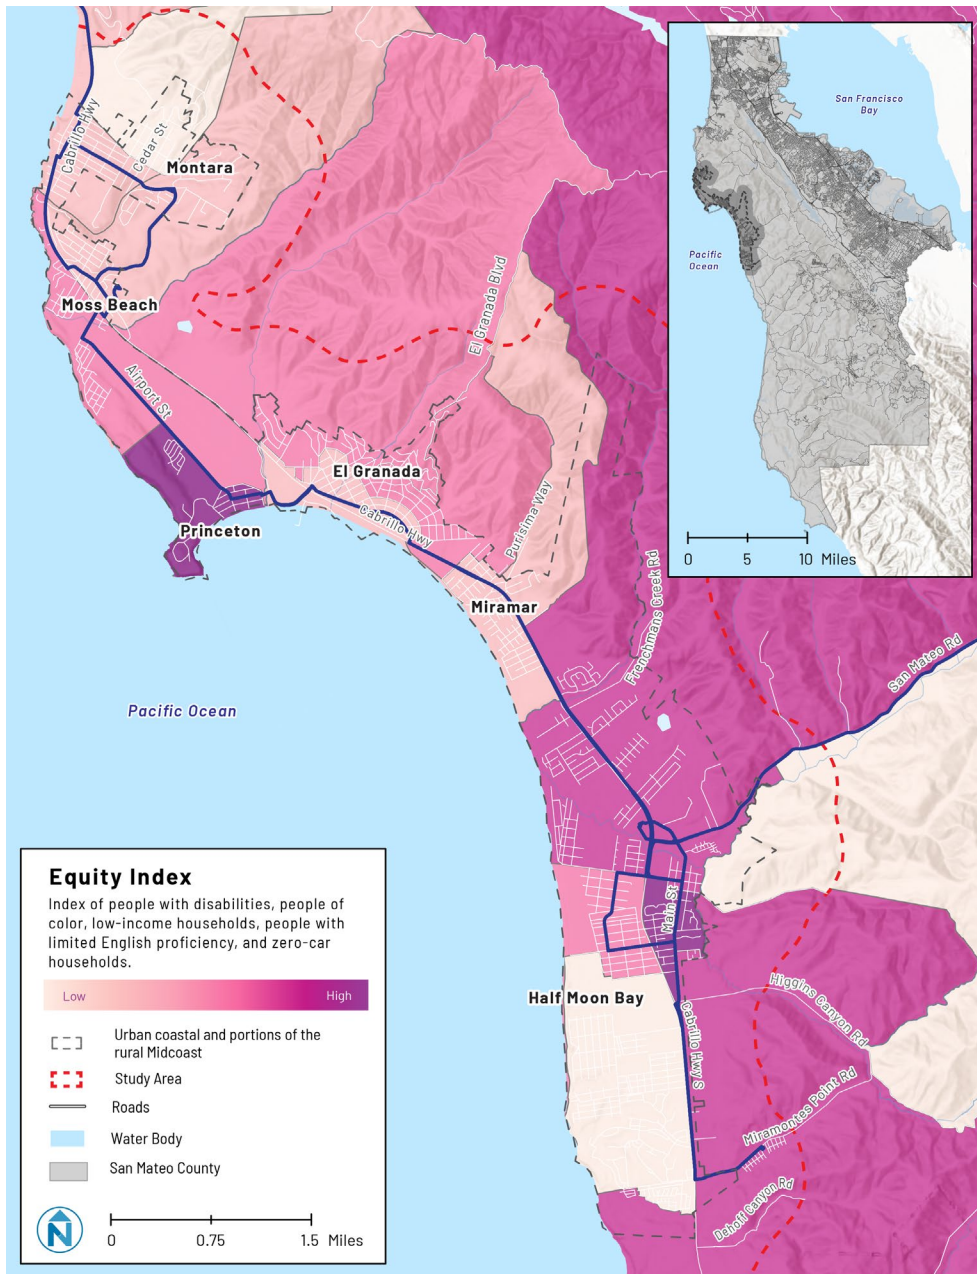 Cabrillo Hwy
Cedar St
Montara
Moss Beach
Airport St
El Granada Blvd
El Granada
Princeton
Cabrillo Hwy
Purisima Way
Miramar
Frenchmans Creek Rd
San Mateo Rd
Pacific Ocean
Main St
Half Moon Bay
Higgins Canyon Rd
Cabrillo Hwy S
Miramontes Point Rd
Dehoff Canyon Rd
San Francisco
Bay
Pacific
Ocean
0 5 10 Miles
Equity Index
Index of people with disabilities, people of
color, low-income households, people with
limited English proficiency, and zero-car
households.
Low High
Urban coastal and portions of the
rural Midcoast
Study Area
Roads
Water Body
San Mateo County
N
0 0.75 1.5 Miles